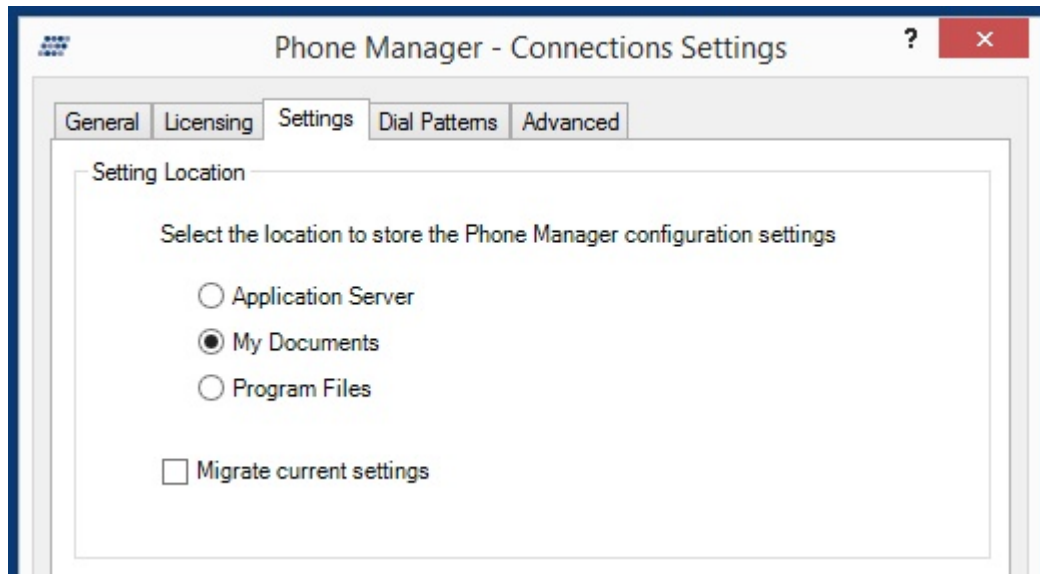 Phone Manager - Connections Settings
?
General Licensing Settings Dial Patterns Advanced
Setting Location
Select the location to store the Phone Manager configuration settings
Application Server
My Documents
Program Files
Migrate current settings